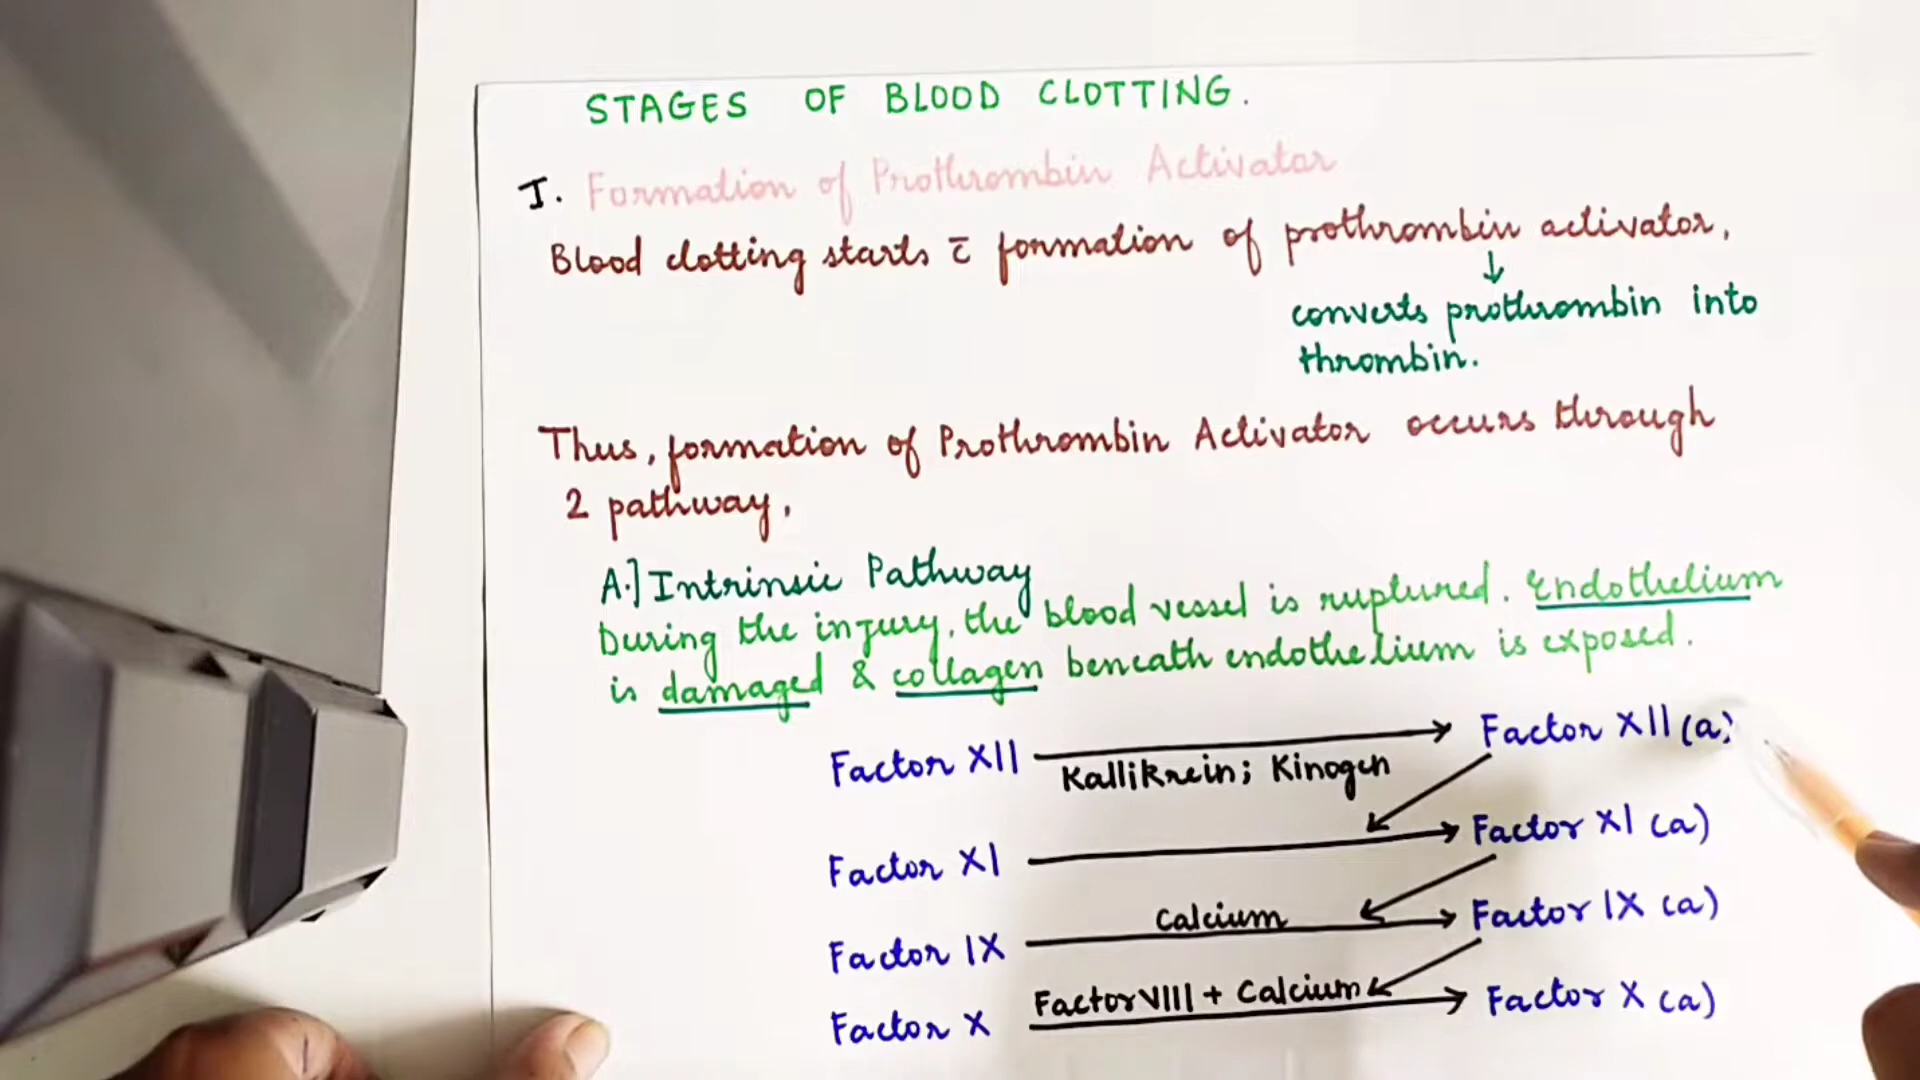 STAGES OF BLOOD CLOTTING.
I. Formation of Prothrombin Activator
Blood clotting starts c̄ formation of prothrombin activator,
↓
converts prothrombin into
thrombin.
Thus, formation of Prothrombin Activator occurs through
2 pathway,
A.] Intrinsic Pathway
During the injury, the blood vessel is ruptured. Endothelium
is damaged & collagen beneath endothelium is exposed.
Factor XII → Factor XII (a)
Kallikrein; Kinogen
Factor XI → Factor XI (a)
Calcium
Factor IX → Factor IX (a)
Factor VIII + Calcium
Factor X → Factor X (a)